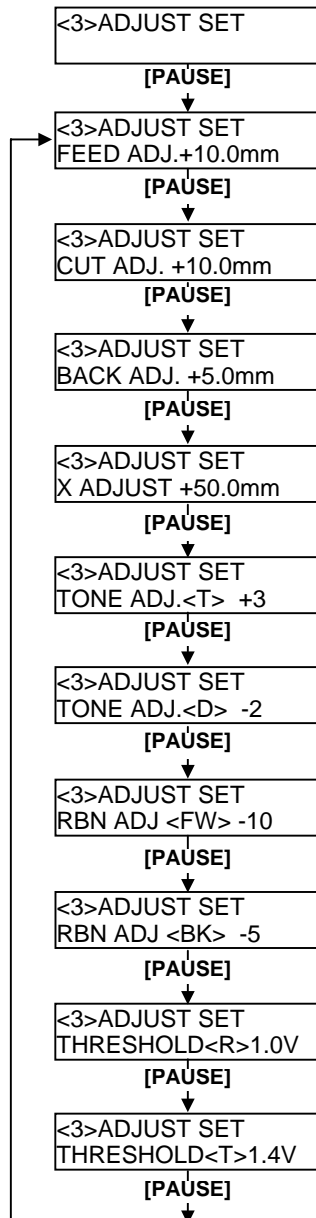 <3>ADJUST SET
[PAUSE]
<3>ADJUST SET
FEED ADJ.+10.0mm
[PAUSE]
<3>ADJUST SET
CUT ADJ. +10.0mm
[PAUSE]
<3>ADJUST SET
BACK ADJ. +5.0mm
[PAUSE]
<3>ADJUST SET
X ADJUST +50.0mm
[PAUSE]
<3>ADJUST SET
TONE ADJ.<T> +3
[PAUSE]
<3>ADJUST SET
TONE ADJ.<D> -2
[PAUSE]
<3>ADJUST SET
RBN ADJ <FW> -10
[PAUSE]
<3>ADJUST SET
RBN ADJ <BK> -5
[PAUSE]
<3>ADJUST SET
THRESHOLD<R>1.0V
[PAUSE]
<3>ADJUST SET
THRESHOLD<T>1.4V
[PAUSE]